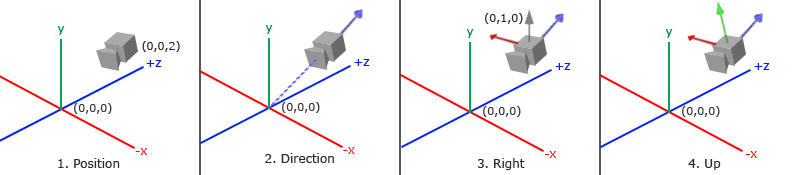 y
(0,0,2)
+z
(0,0,0)
-x
1. Position
y
+z
(0,0,0)
-x
2. Direction
(0,1,0)
y
+z
(0,0,0)
-x
3. Right
y
+z
(0,0,0)
-x
4. Up